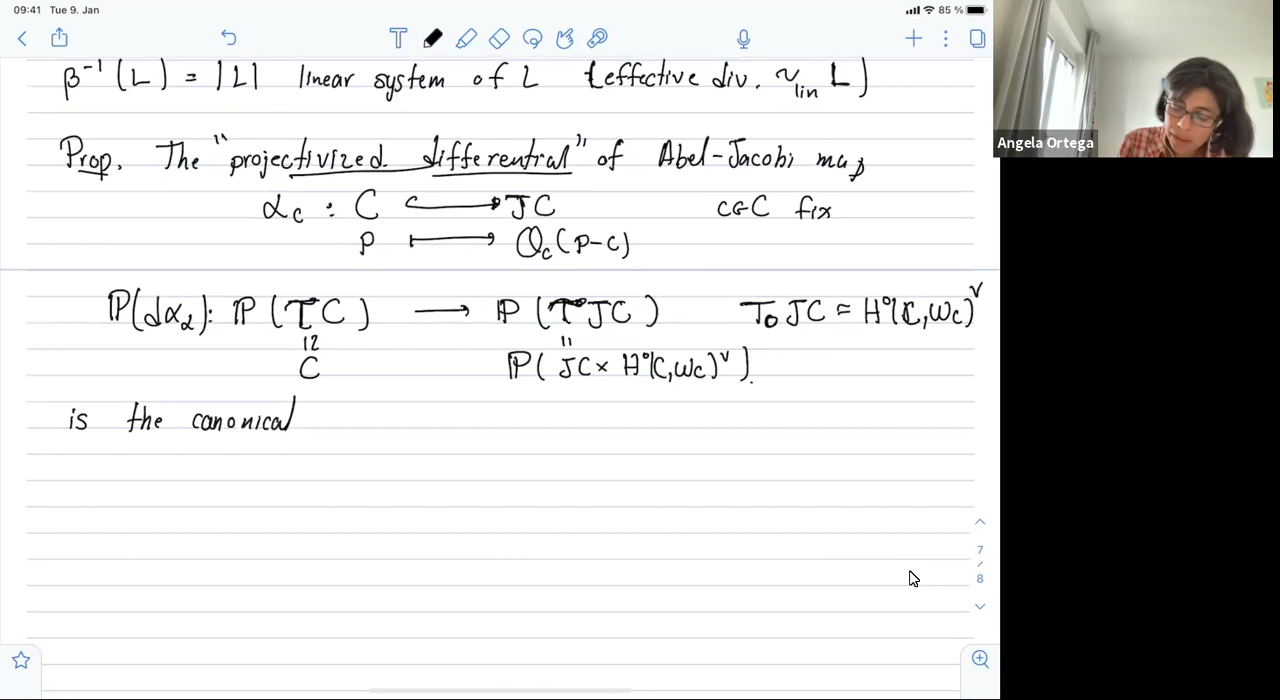 09:41 Tue 9. Jan
85 %
β⁻¹(L) = |L| linear system of L (effective div. ~lin L)
Prop. The "projectivized differential" of Abel-Jacobi map
α_c : C ↪ JC c∈C fix
p ↦ O_C(p-c)
ℙ(dα_α): ℙ(TC) → ℙ(TJC) T₀JC ≃ H⁰(C,ω_C)^∨
≅ =
C ℙ(JC × H⁰(C,ω_C)^∨).
is the canonical
7
/
8
Angela Ortega